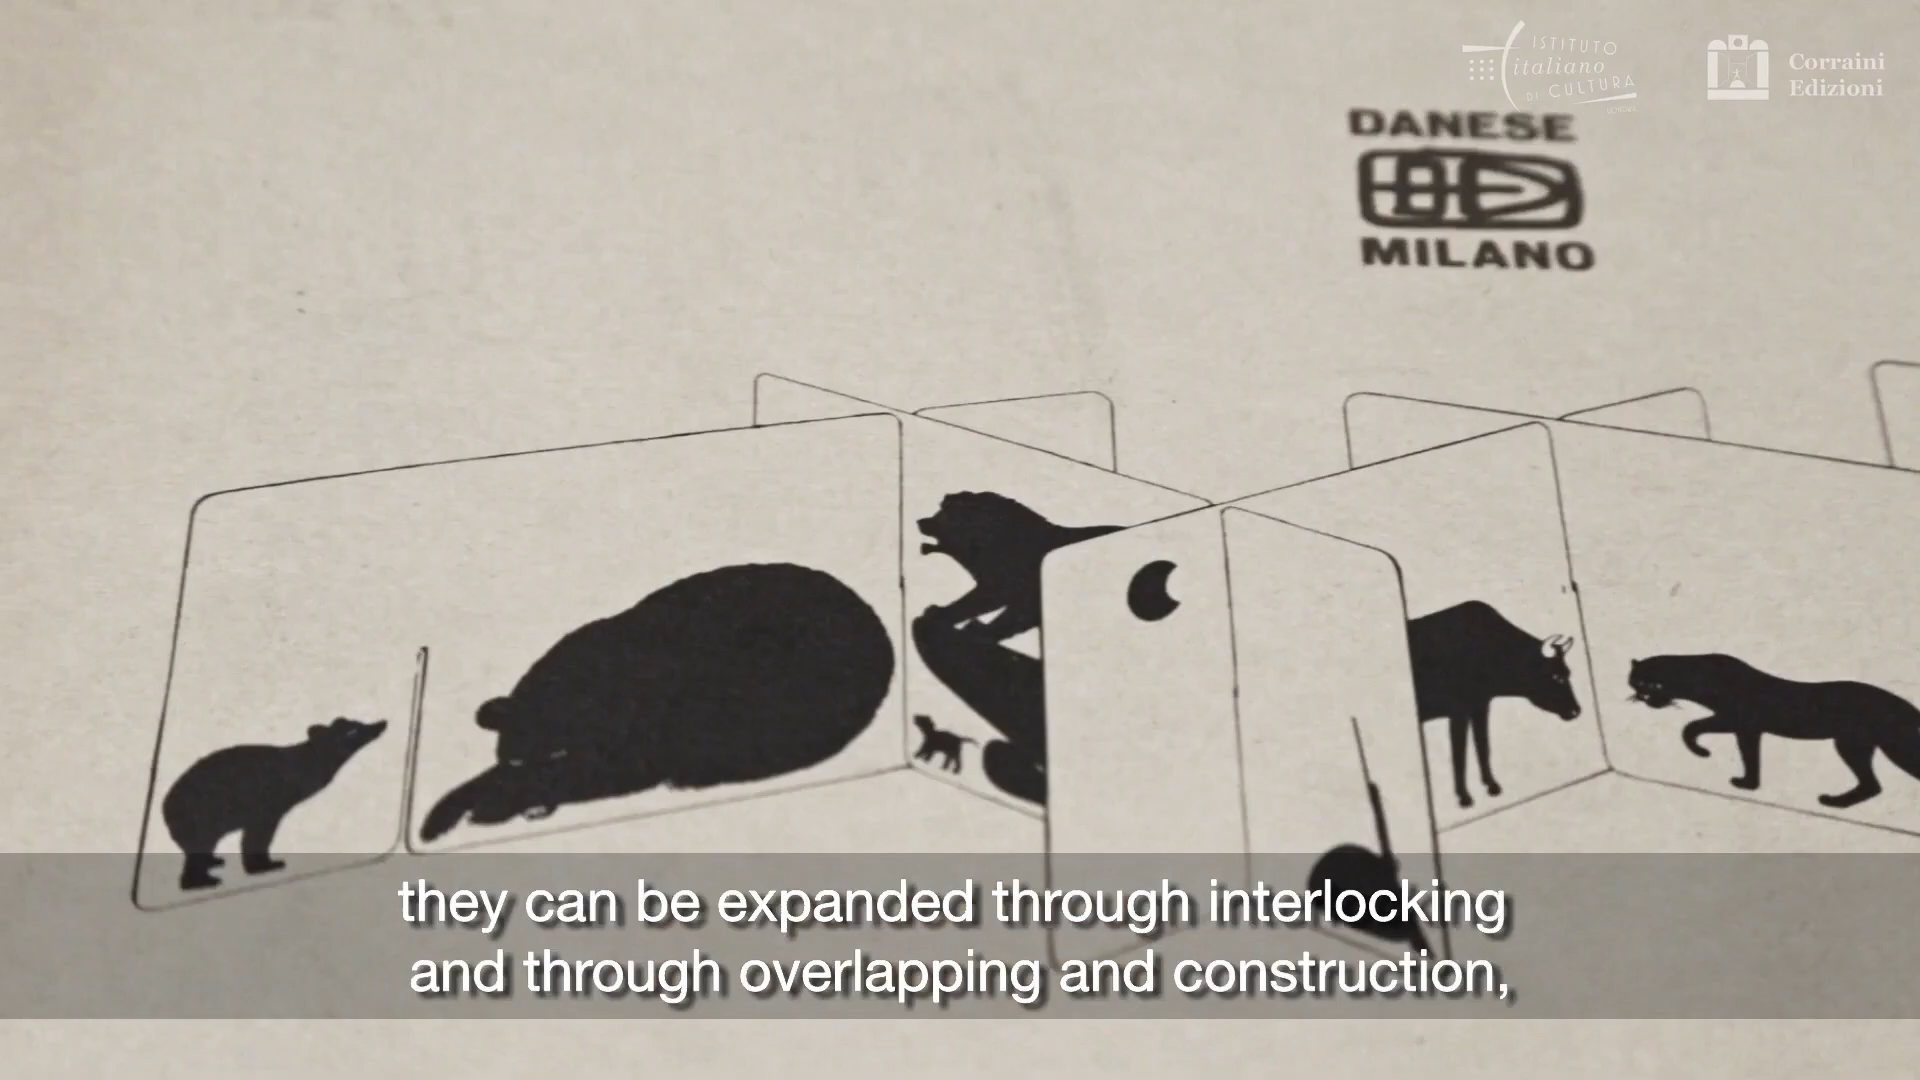 ISTITUTO
italiano
DI CULTURA
Corraini
Edizioni
DANESE
MILANO
they can be expanded through interlocking
and through overlapping and construction,